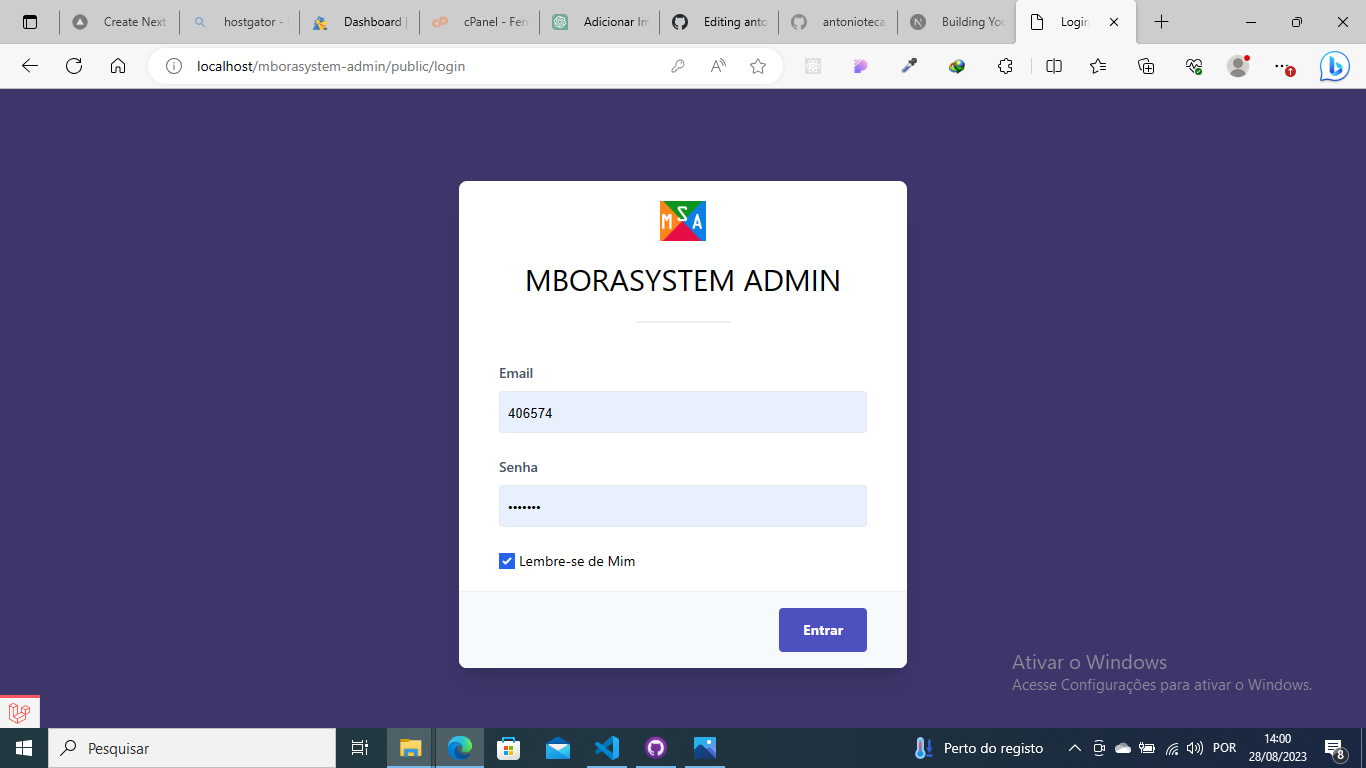 Create Next
hostgator -
Dashboard
cPanel - Fer
Adicionar Im
Editing anto
antonioteca
Building You
Login
localhost/mborasystem-admin/public/login
M S A
MBORASYSTEM ADMIN
Email
406574
Senha
•••••••
Lembre-se de Mim
Entrar
Ativar o Windows
Acesse Configurações para ativar o Windows.
Pesquisar
Perto do registo
POR
14:00
28/08/2023
8